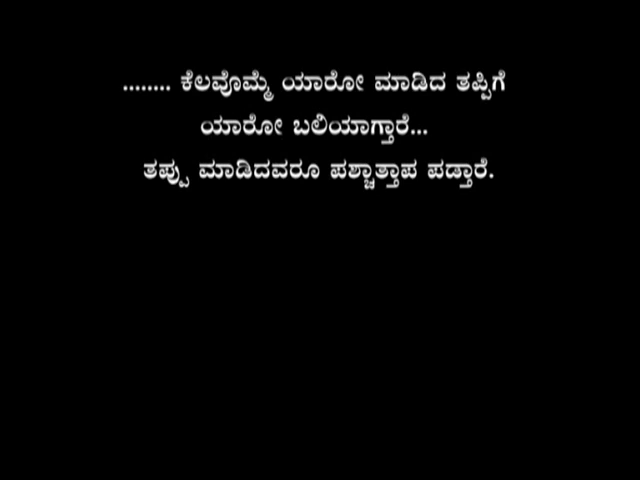 ........ ಕೆಲವೊಮ್ಮೆ ಯಾರೋ ಮಾಡಿದ ತಪ್ಪಿಗೆ
ಯಾರೋ ಬಲಿಯಾಗ್ತಾರೆ...
ತಪ್ಪು ಮಾಡಿದವರೂ ಪಶ್ಚಾತ್ತಾಪ ಪಡ್ತಾರೆ.